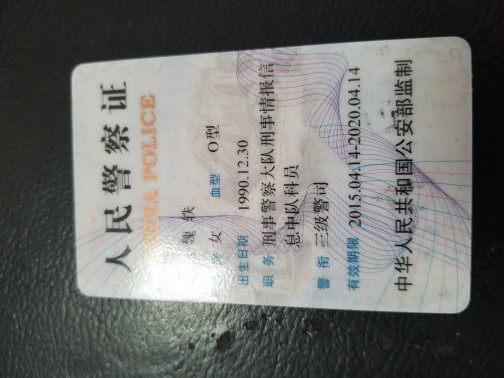 人民警察证
CHINA POLICE
魏轶
女 血型 O型
出生日期 1990.12.30
职务 刑事警察大队刑事情报信
息中队科员
警衔 三级警司
有效期限 2015.04.14-2020.04.14
中华人民共和国公安部监制